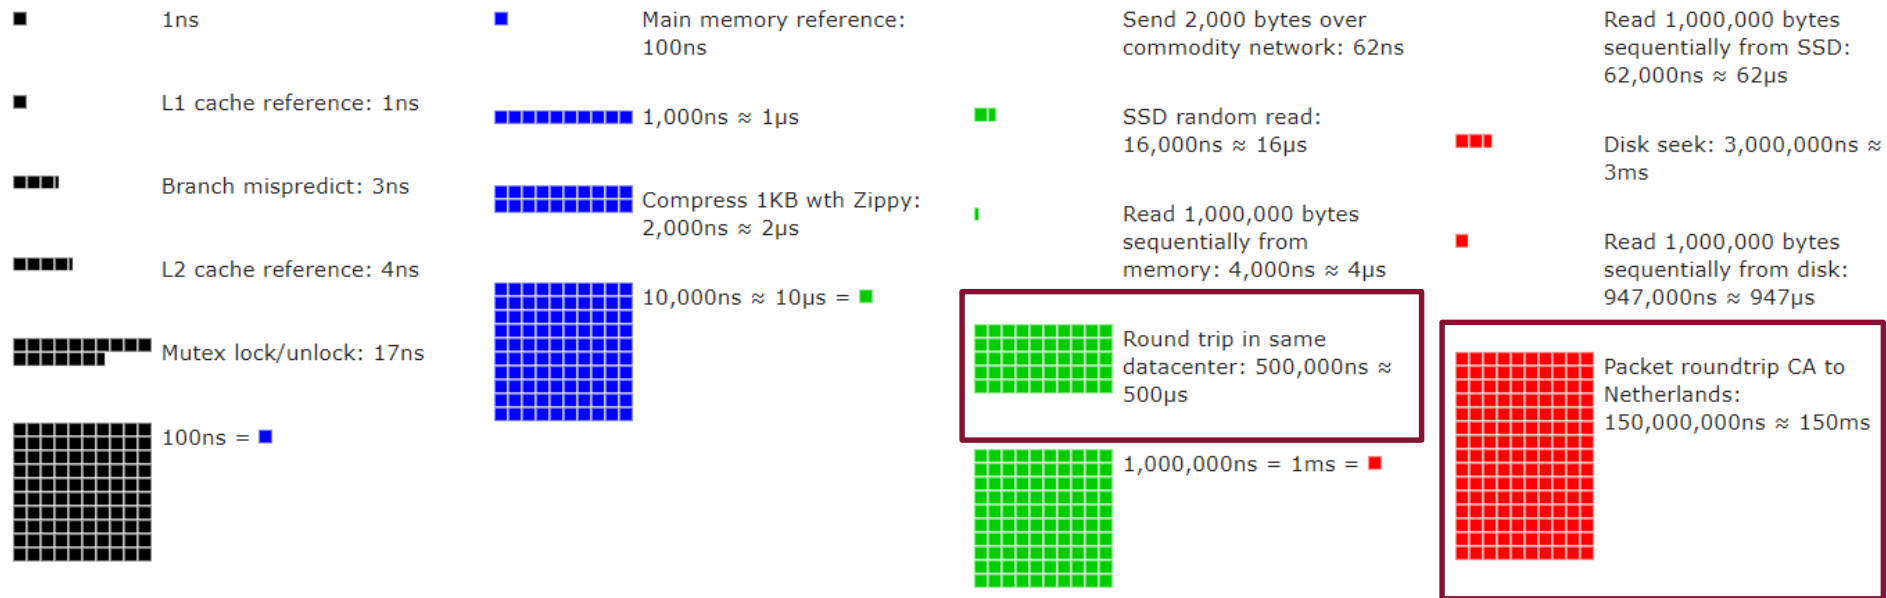 1ns
L1 cache reference: 1ns
Branch mispredict: 3ns
L2 cache reference: 4ns
Mutex lock/unlock: 17ns
100ns =
Main memory reference:
100ns
1,000ns ≈ 1μs
Compress 1KB wth Zippy:
2,000ns ≈ 2μs
10,000ns ≈ 10μs =
Send 2,000 bytes over
commodity network: 62ns
SSD random read:
16,000ns ≈ 16μs
Read 1,000,000 bytes
sequentially from
memory: 4,000ns ≈ 4μs
Round trip in same
datacenter: 500,000ns ≈
500μs
1,000,000ns = 1ms =
Read 1,000,000 bytes
sequentially from SSD:
62,000ns ≈ 62μs
Disk seek: 3,000,000ns ≈
3ms
Read 1,000,000 bytes
sequentially from disk:
947,000ns ≈ 947μs
Packet roundtrip CA to
Netherlands:
150,000,000ns ≈ 150ms